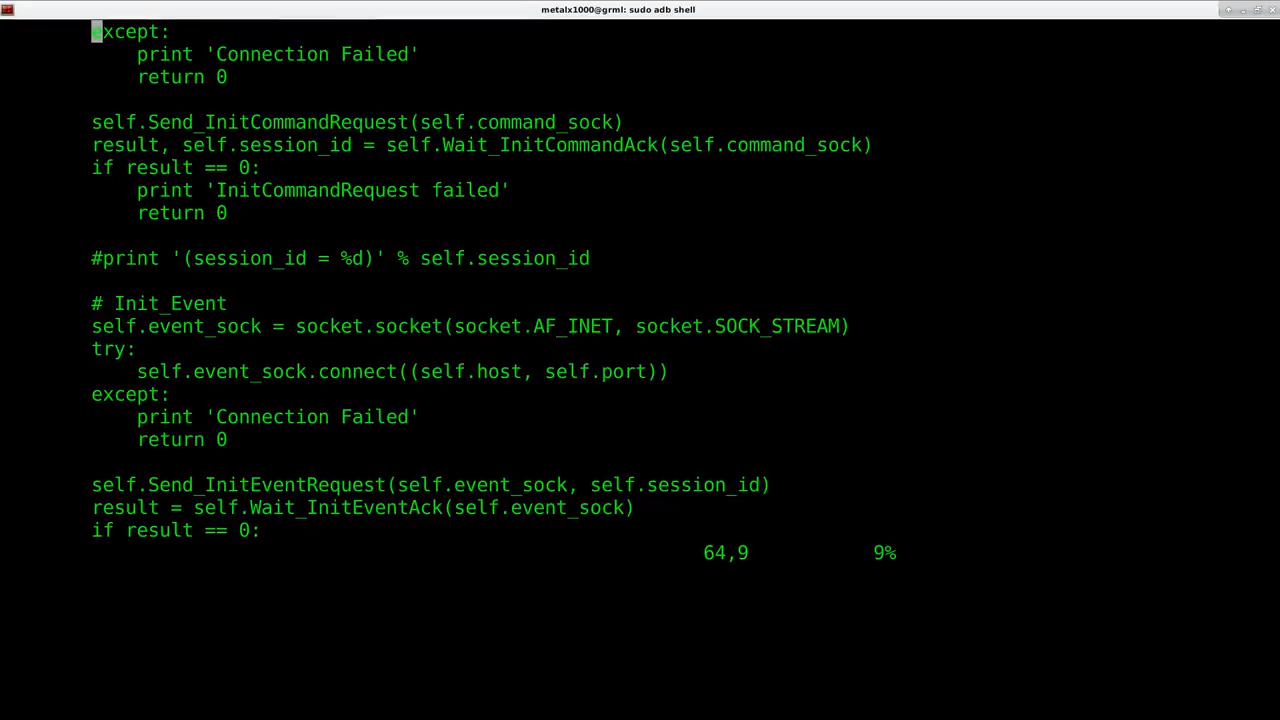 metalx1000@grml: sudo adb shell
except:
    print 'Connection Failed'
    return 0
self.Send_InitCommandRequest(self.command_sock)
result, self.session_id = self.Wait_InitCommandAck(self.command_sock)
if result == 0:
    print 'InitCommandRequest failed'
    return 0
#print '(session_id = %d)' % self.session_id
# Init_Event
self.event_sock = socket.socket(socket.AF_INET, socket.SOCK_STREAM)
try:
    self.event_sock.connect((self.host, self.port))
except:
    print 'Connection Failed'
    return 0
self.Send_InitEventRequest(self.event_sock, self.session_id)
result = self.Wait_InitEventAck(self.event_sock)
if result == 0:
64,9 9%